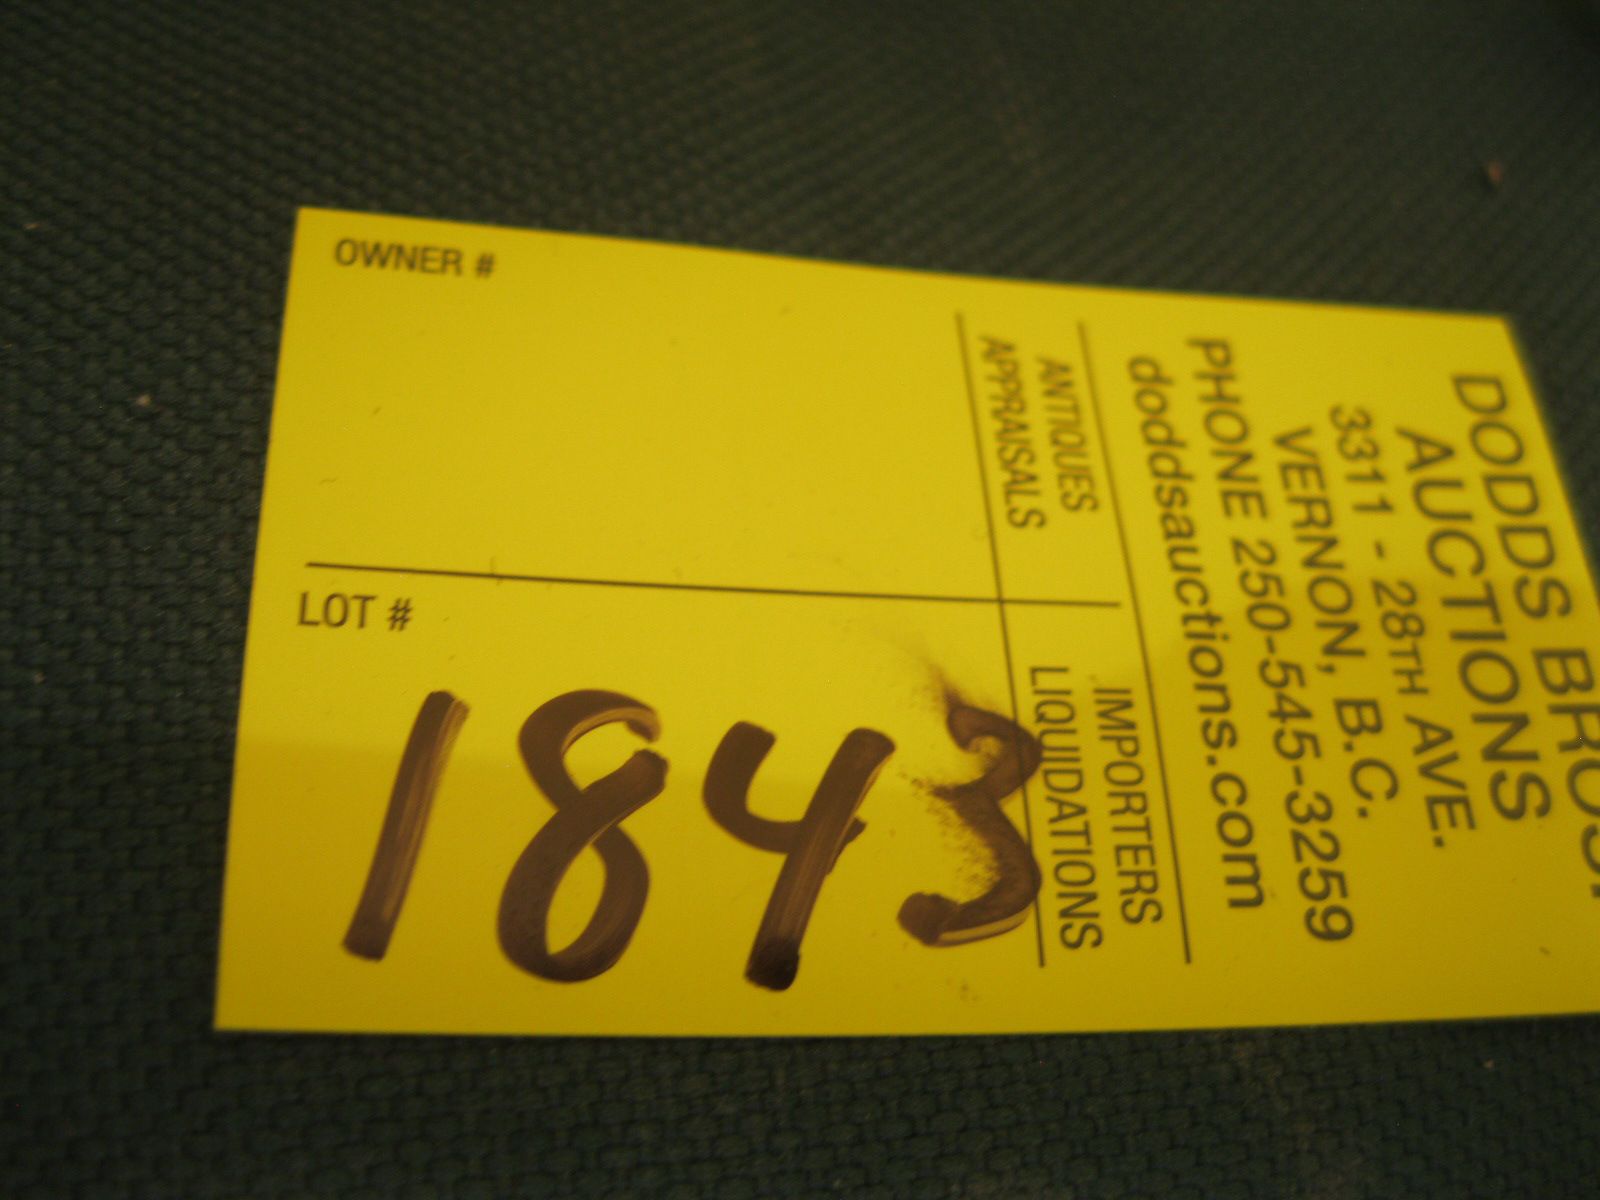 OWNER #
LOT #
1843
DODDS BROS.
AUCTIONS
3311 - 28TH AVE.
VERNON, B.C.
PHONE 250-545-3259
doddsauctions.com
ANTIQUES
APPRAISALS
IMPORTERS
LIQUIDATIONS